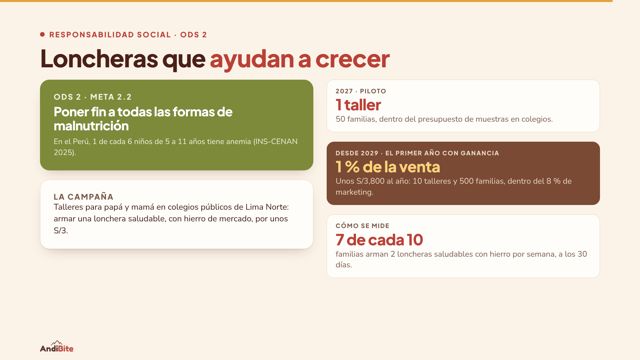 RESPONSABILIDAD SOCIAL · ODS 2
Loncheras que ayudan a crecer
ODS 2 · META 2.2
Poner fin a todas las formas de
malnutrición
En el Perú, 1 de cada 6 niños de 5 a 11 años tiene anemia (INS-CENAN
2025).
LA CAMPAÑA
Talleres para papá y mamá en colegios públicos de Lima Norte:
armar una lonchera saludable, con hierro de mercado, por unos
S/3.
2027 · PILOTO
1 taller
50 familias, dentro del presupuesto de muestras en colegios.
DESDE 2029 · EL PRIMER AÑO CON GANANCIA
1 % de la venta
Unos S/3,800 al año: 10 talleres y 500 familias, dentro del 8 % de
marketing.
CÓMO SE MIDE
7 de cada 10
familias arman 2 loncheras saludables con hierro por semana, a los 30
días.
AndiBite